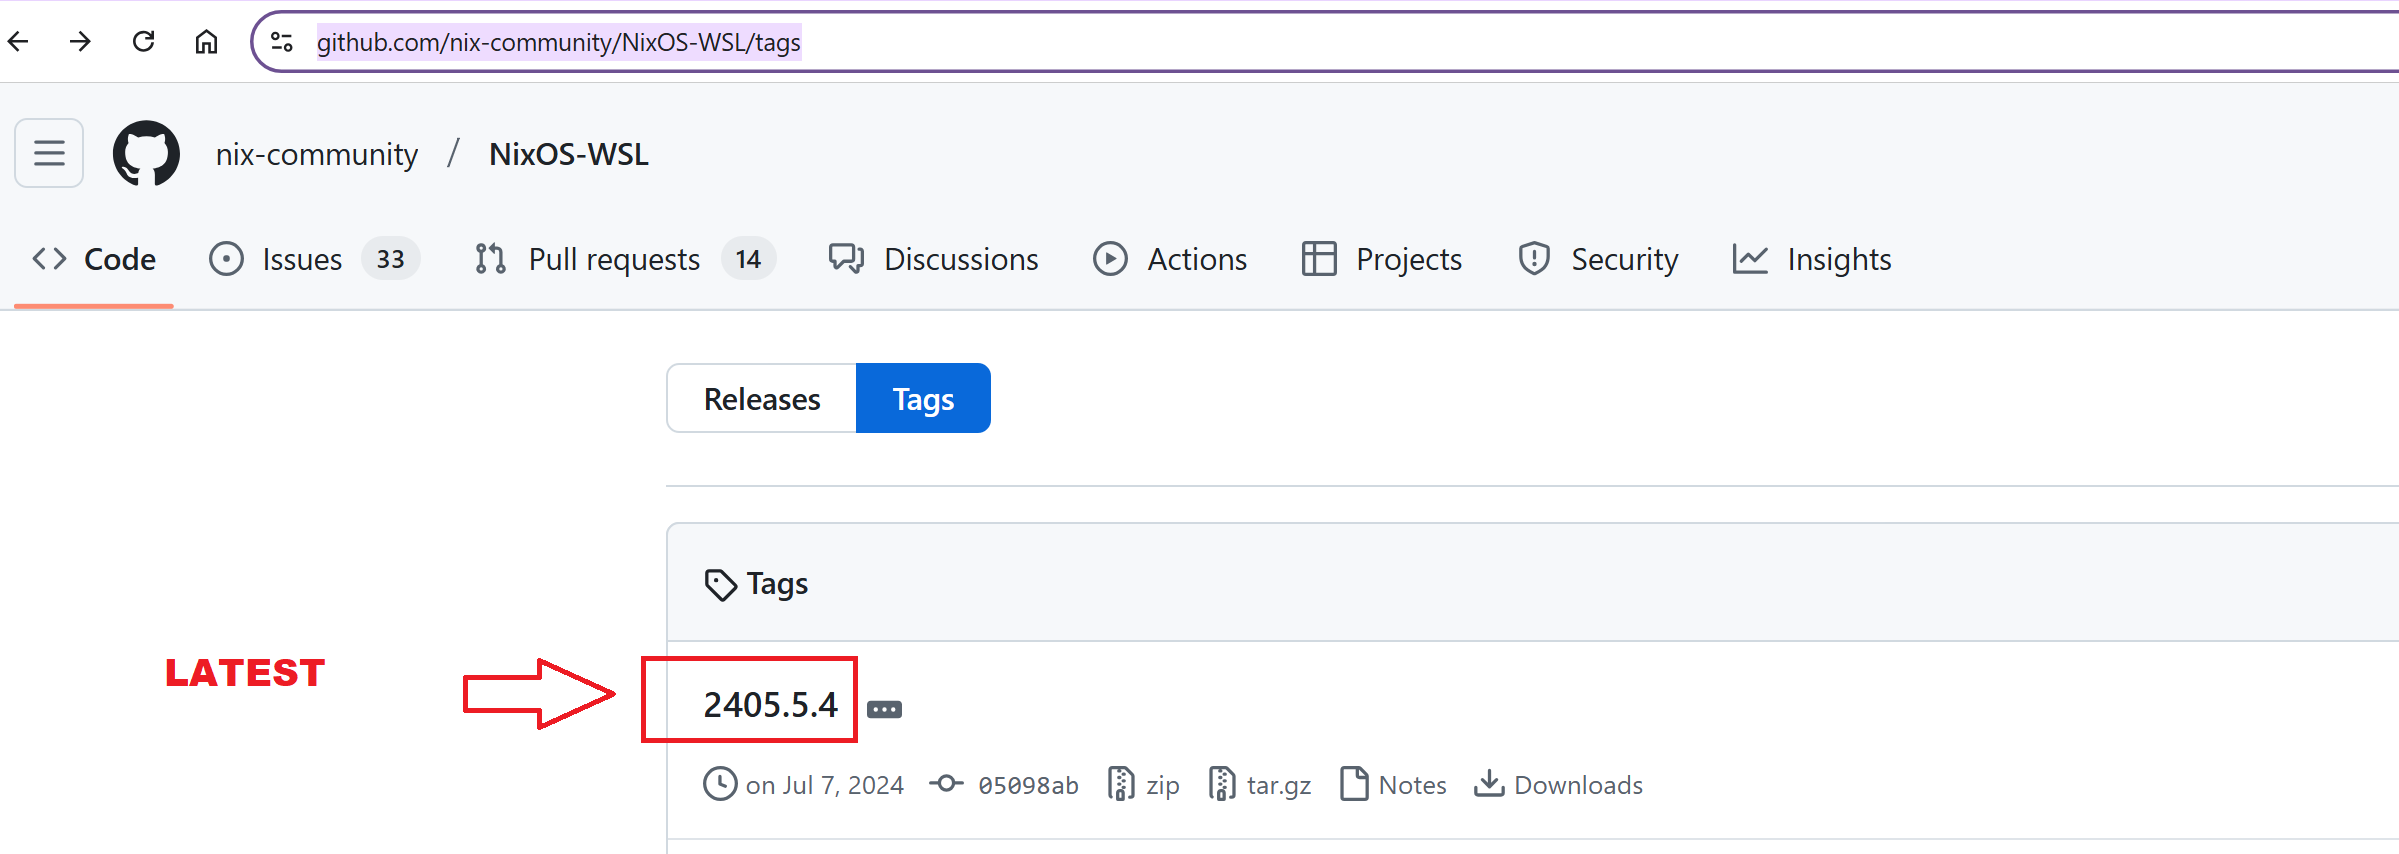 github.com/nix-community/NixOS-WSL/tags
nix-community / NixOS-WSL
Code Issues 33 Pull requests 14 Discussions Actions Projects Security Insights
Releases Tags
Tags
LATEST
2405.5.4
on Jul 7, 2024 05098ab zip tar.gz Notes Downloads